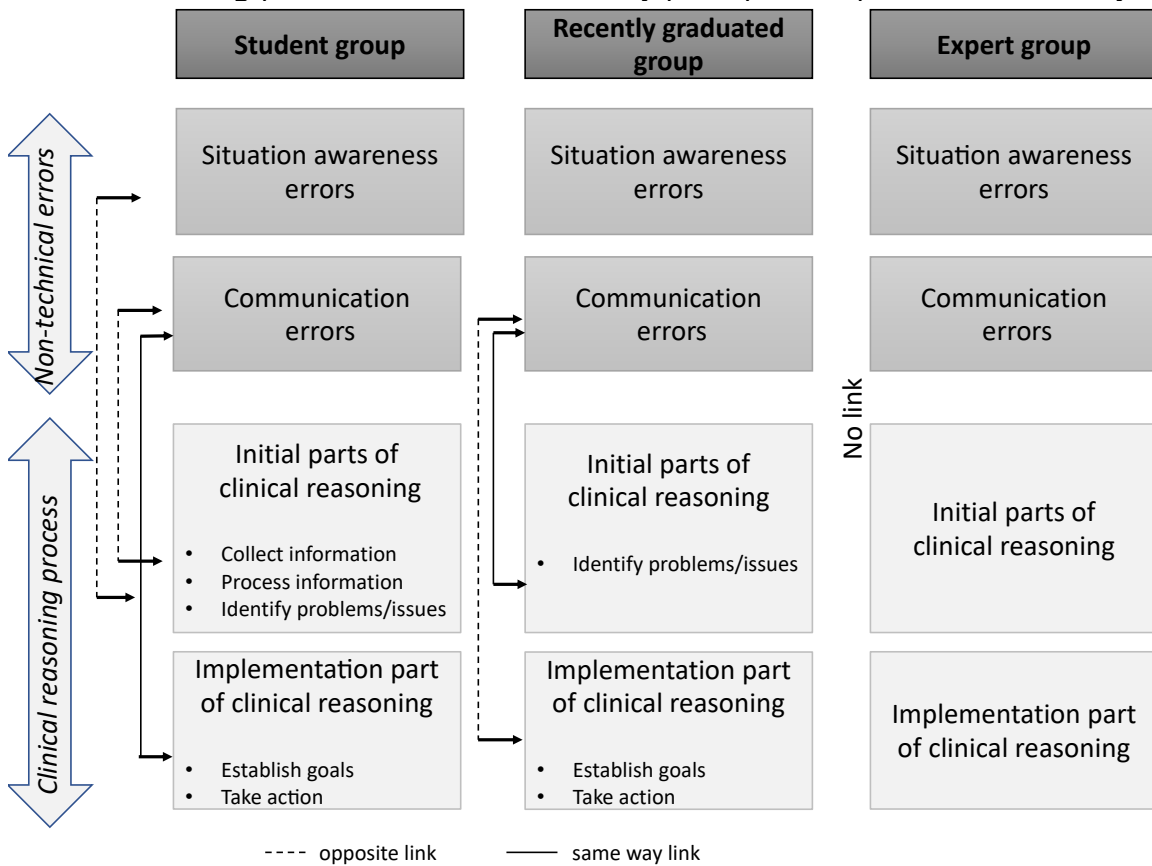 Student group
Recently graduated
group
Expert group
Non-technical errors
Situation awareness
errors
Situation awareness
errors
Situation awareness
errors
Communication
errors
Communication
errors
Communication
errors
No link
Clinical reasoning process
Initial parts of
clinical reasoning
• Collect information
• Process information
• Identify problems/issues
Initial parts of
clinical reasoning
• Identify problems/issues
Initial parts of
clinical reasoning
Implementation part
of clinical reasoning
• Establish goals
• Take action
Implementation part
of clinical reasoning
• Establish goals
• Take action
Implementation part
of clinical reasoning
opposite link
same way link